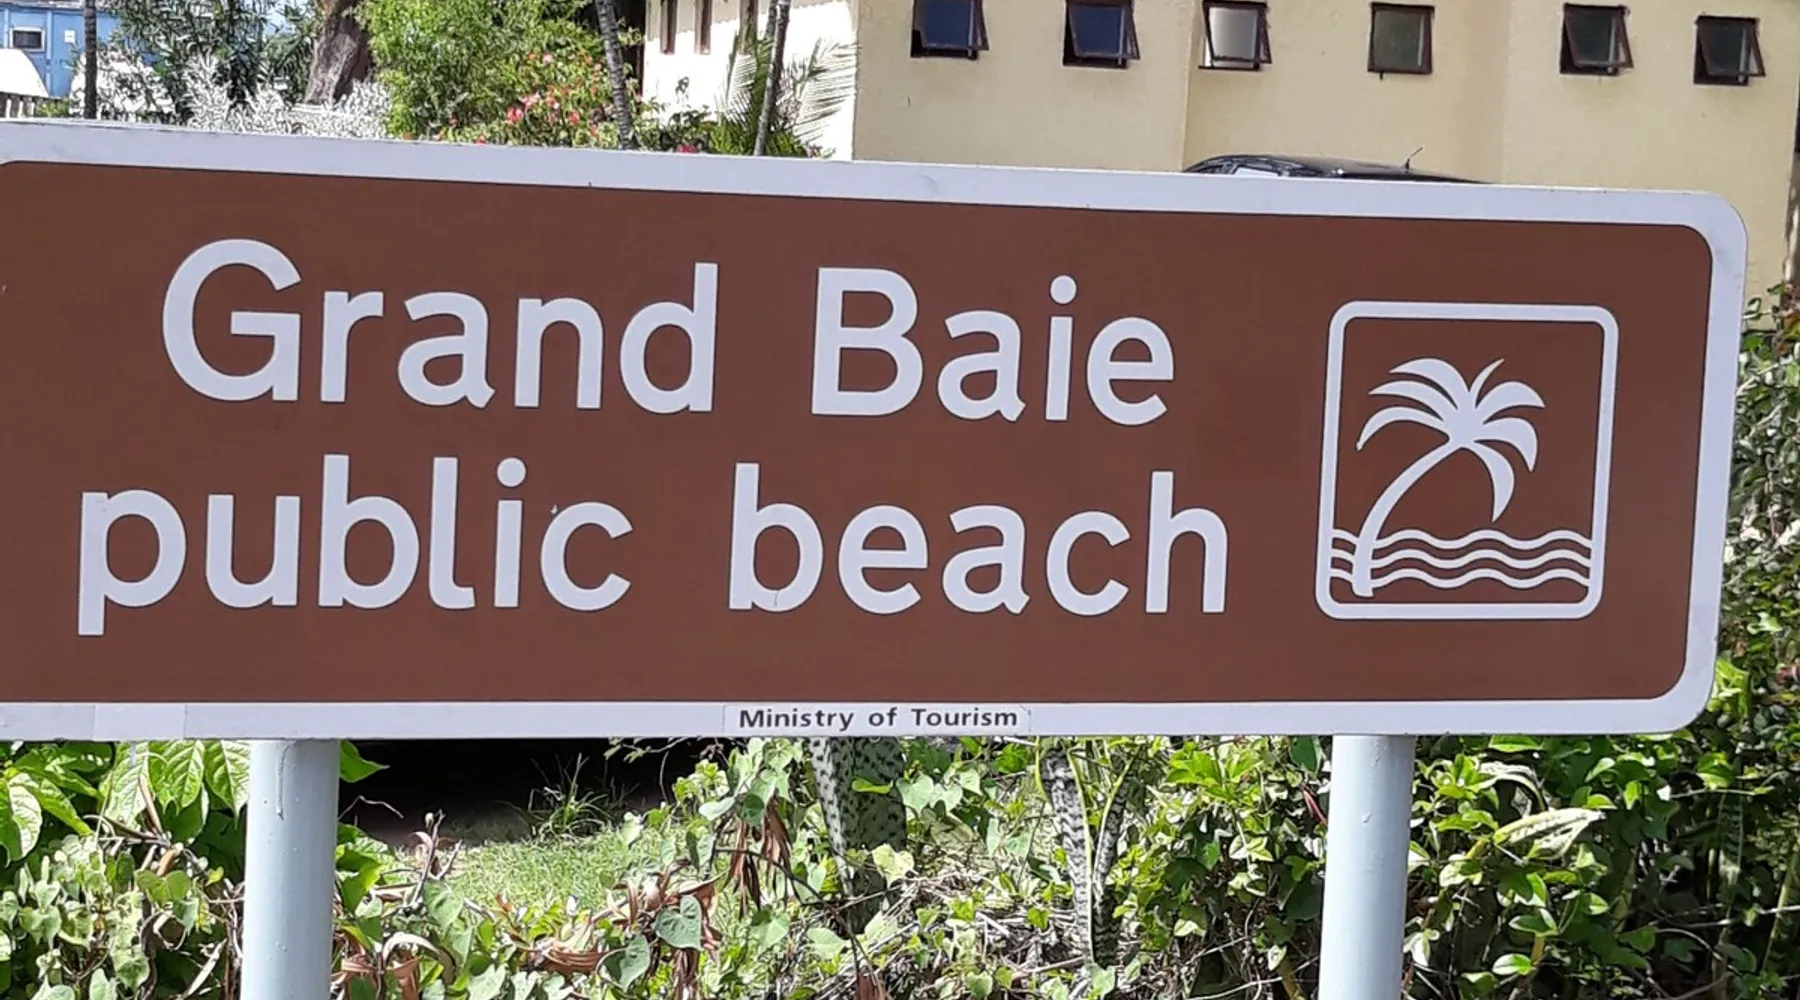 Grand Baie
public beach
Ministry of Tourism